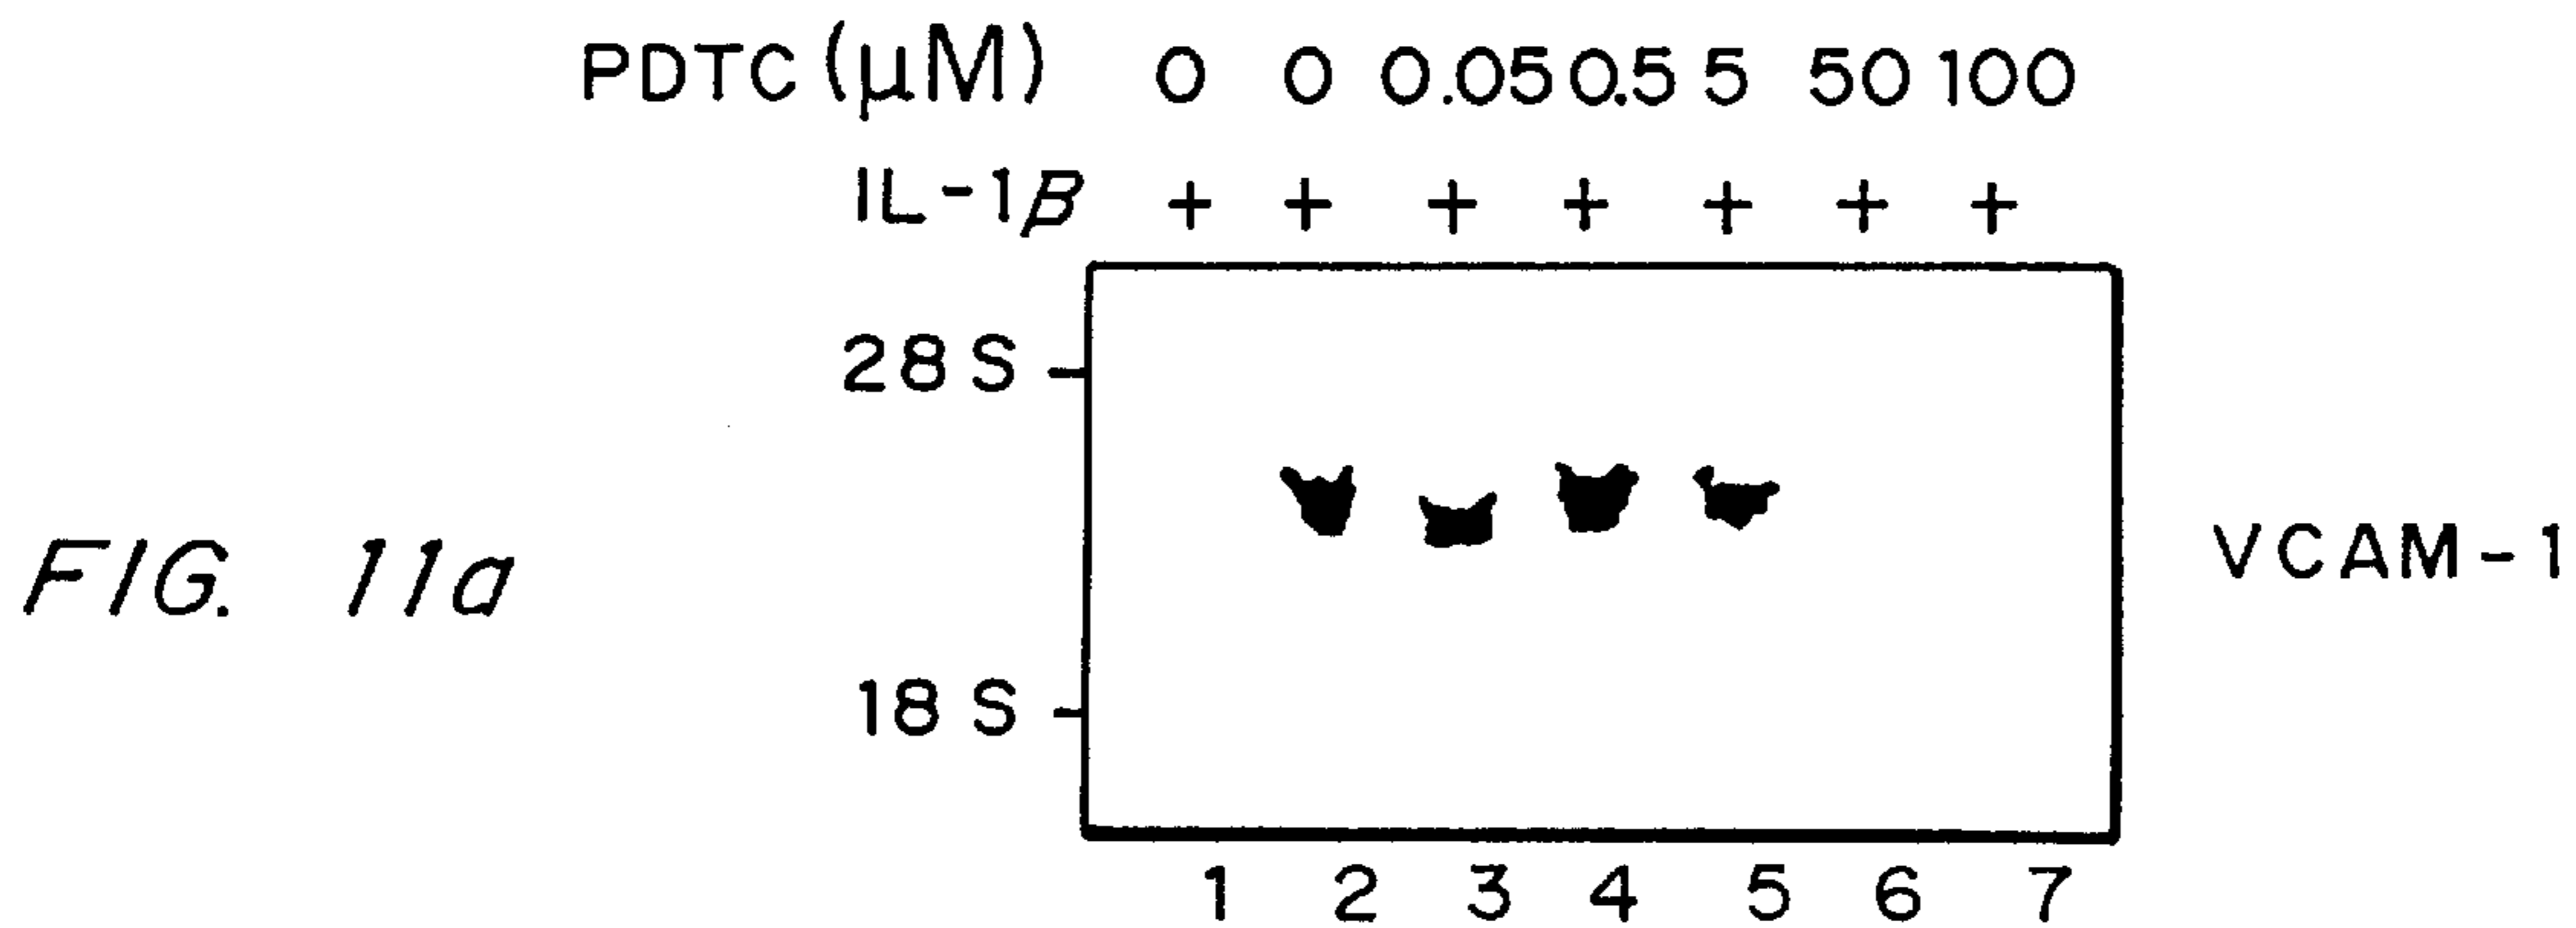 PDTC (μM) 0 0 0.05 0.5 5 50 100
IL-1β + + + + + + +
28 S
FIG. 11a
VCAM-1
18 S
1 2 3 4 5 6 7